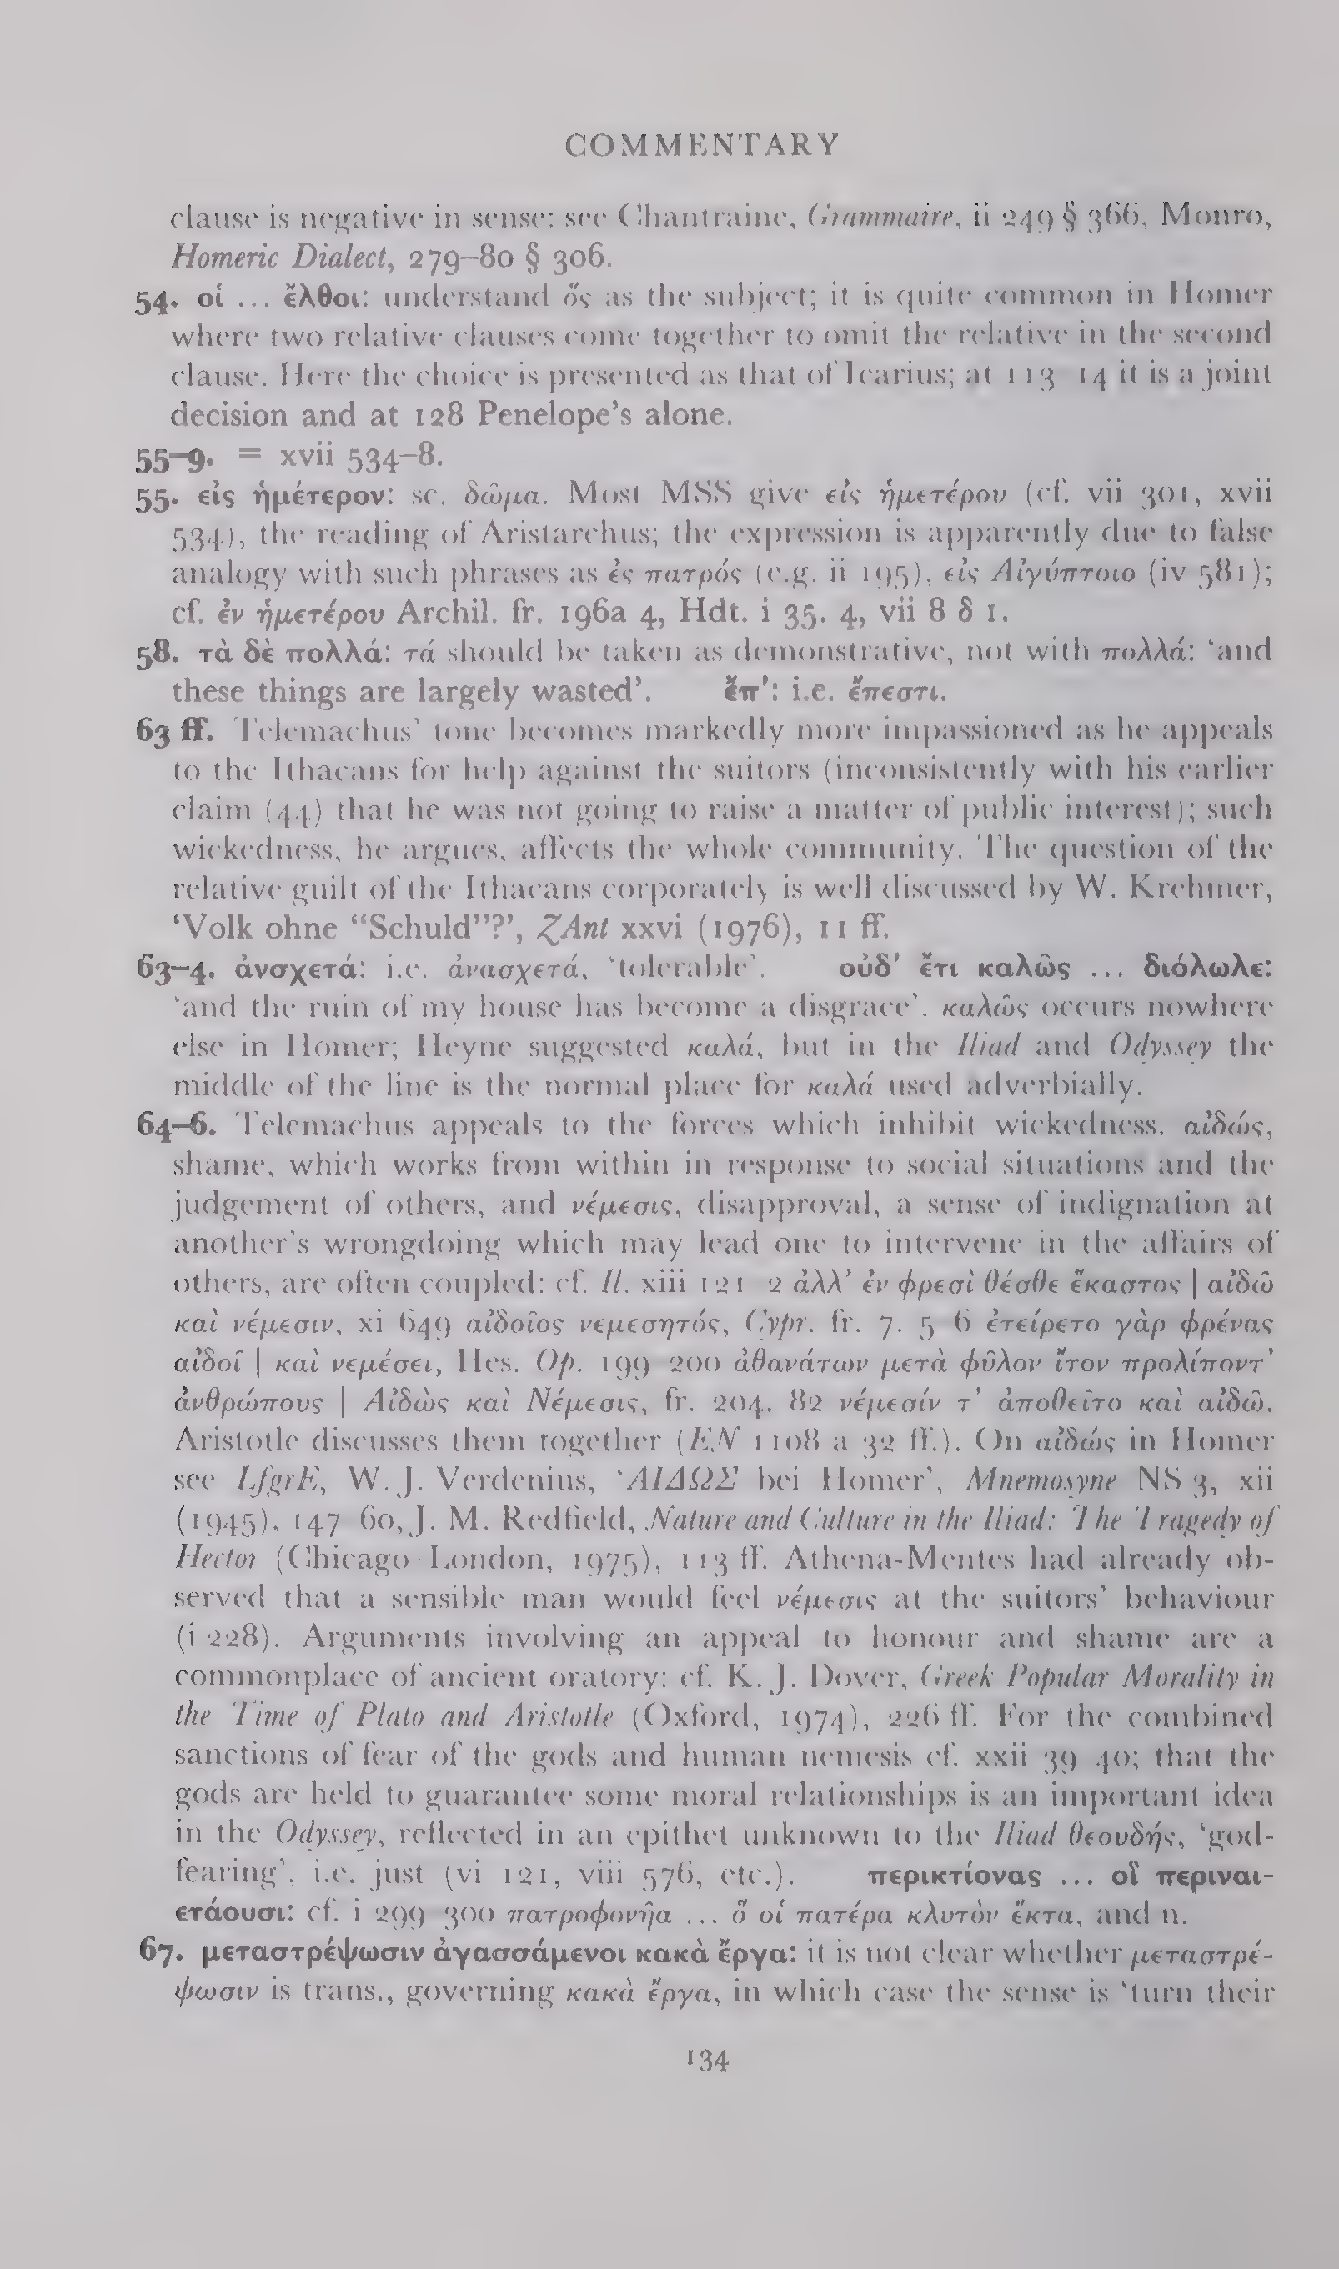 COMMENTARY
clause is negative in sense: see Chantraine, Grammaire, ii 249 § 366, Monro,
Homeric Dialect, 279–80 § 306.
54. οἱ ... ἔλθοι: understand ὅς as the subject; it is quite common in Homer
where two relative clauses come together to omit the relative in the second
clause. Here the choice is presented as that of Icarius; at 113–14 it is a joint
decision and at 128 Penelope’s alone.
55–9. = xvii 534–8.
55. εἰς ἡμέτερον: sc. δῶμα. Most MSS give εἰς ἡμετέρου (cf. vii 301, xvii
534), the reading of Aristarchus; the expression is apparently due to false
analogy with such phrases as ἐς πατρός (e.g. ii 195), εἰς Αἰγύπτοιο (iv 581);
cf. ἐν ἡμετέρου Archil. fr. 196a 4, Hdt. i 35. 4, vii 8 δ 1.
58. τὰ δὲ πολλά: τά should be taken as demonstrative, not with πολλά: ‘and
these things are largely wasted’. ἔπ’: i.e. ἔπεστι.
63 ff. Telemachus’ tone becomes markedly more impassioned as he appeals
to the Ithacans for help against the suitors (inconsistently with his earlier
claim (44) that he was not going to raise a matter of public interest); such
wickedness, he argues, affects the whole community. The question of the
relative guilt of the Ithacans corporately is well discussed by W. Krehmer,
‘Volk ohne “Schuld”?’, ZAnt xxvi (1976), 11 ff.
63–4. ἀνσχετά: i.e. ἀνασχετά, ‘tolerable’. οὐδ’ ἔτι καλῶς ... διόλωλε:
‘and the ruin of my house has become a disgrace’. καλῶς occurs nowhere
else in Homer; Heyne suggested καλά, but in the Iliad and Odyssey the
middle of the line is the normal place for καλά used adverbially.
64–6. Telemachus appeals to the forces which inhibit wickedness. αἰδώς,
shame, which works from within in response to social situations and the
judgement of others, and νέμεσις, disapproval, a sense of indignation at
another’s wrongdoing which may lead one to intervene in the affairs of
others, are often coupled: cf. Il. xiii 121–2 ἀλλ’ ἐν φρεσὶ θέσθε ἕκαστος | αἰδῶ
καὶ νέμεσιν, xi 649 αἰδοῖος νεμεσητός, Cypr. fr. 7. 5–6 ἐτείρετο γὰρ φρένας
αἰδοῖ | καὶ νεμέσει, Hes. Op. 199–200 ἀθανάτων μετὰ φῦλον ἴτον προλίποντ’
ἀνθρώπους | Αἰδὼς καὶ Νέμεσις, fr. 204. 82 νέμεσίν τ’ ἀποθεῖτο καὶ αἰδῶ.
Aristotle discusses them together (EN 1108 a 32 ff.). On αἰδώς in Homer
see LfgrE, W. J. Verdenius, ‘ΑΙΔΩΣ bei Homer’, Mnemosyne NS 3, xii
(1945), 147–60, J. M. Redfield, Nature and Culture in the Iliad: The Tragedy of
Hector (Chicago–London, 1975), 113 ff. Athena-Mentes had already ob-
served that a sensible man would feel νέμεσις at the suitors’ behaviour
(i 228). Arguments involving an appeal to honour and shame are a
commonplace of ancient oratory: cf. K. J. Dover, Greek Popular Morality in
the Time of Plato and Aristotle (Oxford, 1974), 226 ff. For the combined
sanctions of fear of the gods and human nemesis cf. xxii 39–40; that the
gods are held to guarantee some moral relationships is an important idea
in the Odyssey, reflected in an epithet unknown to the Iliad θεουδής, ‘god-
fearing’, i.e. just (vi 121, viii 576, etc.). περικτίονας ... οἳ περιναι-
ετάουσι: cf. i 299–300 πατροφονῆα ... ὅ οἱ πατέρα κλυτὸν ἔκτα, and n.
67. μεταστρέψωσιν ἀγασσάμενοι κακὰ ἔργα: it is not clear whether μεταστρέ-
ψωσιν is trans., governing κακὰ ἔργα, in which case the sense is ‘turn their
134